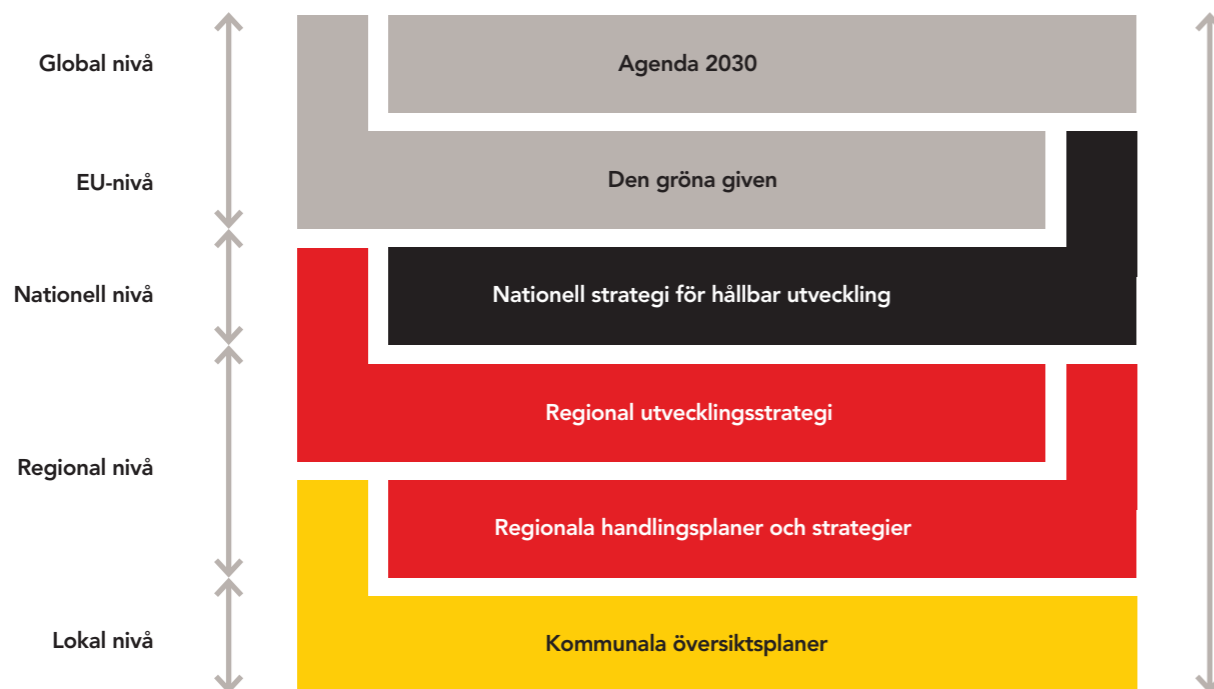 Global nivå
Agenda 2030
EU-nivå
Den gröna given
Nationell nivå
Nationell strategi för hållbar utveckling
Regional utvecklingsstrategi
Regional nivå
Regionala handlingsplaner och strategier
Lokal nivå
Kommunala översiktsplaner